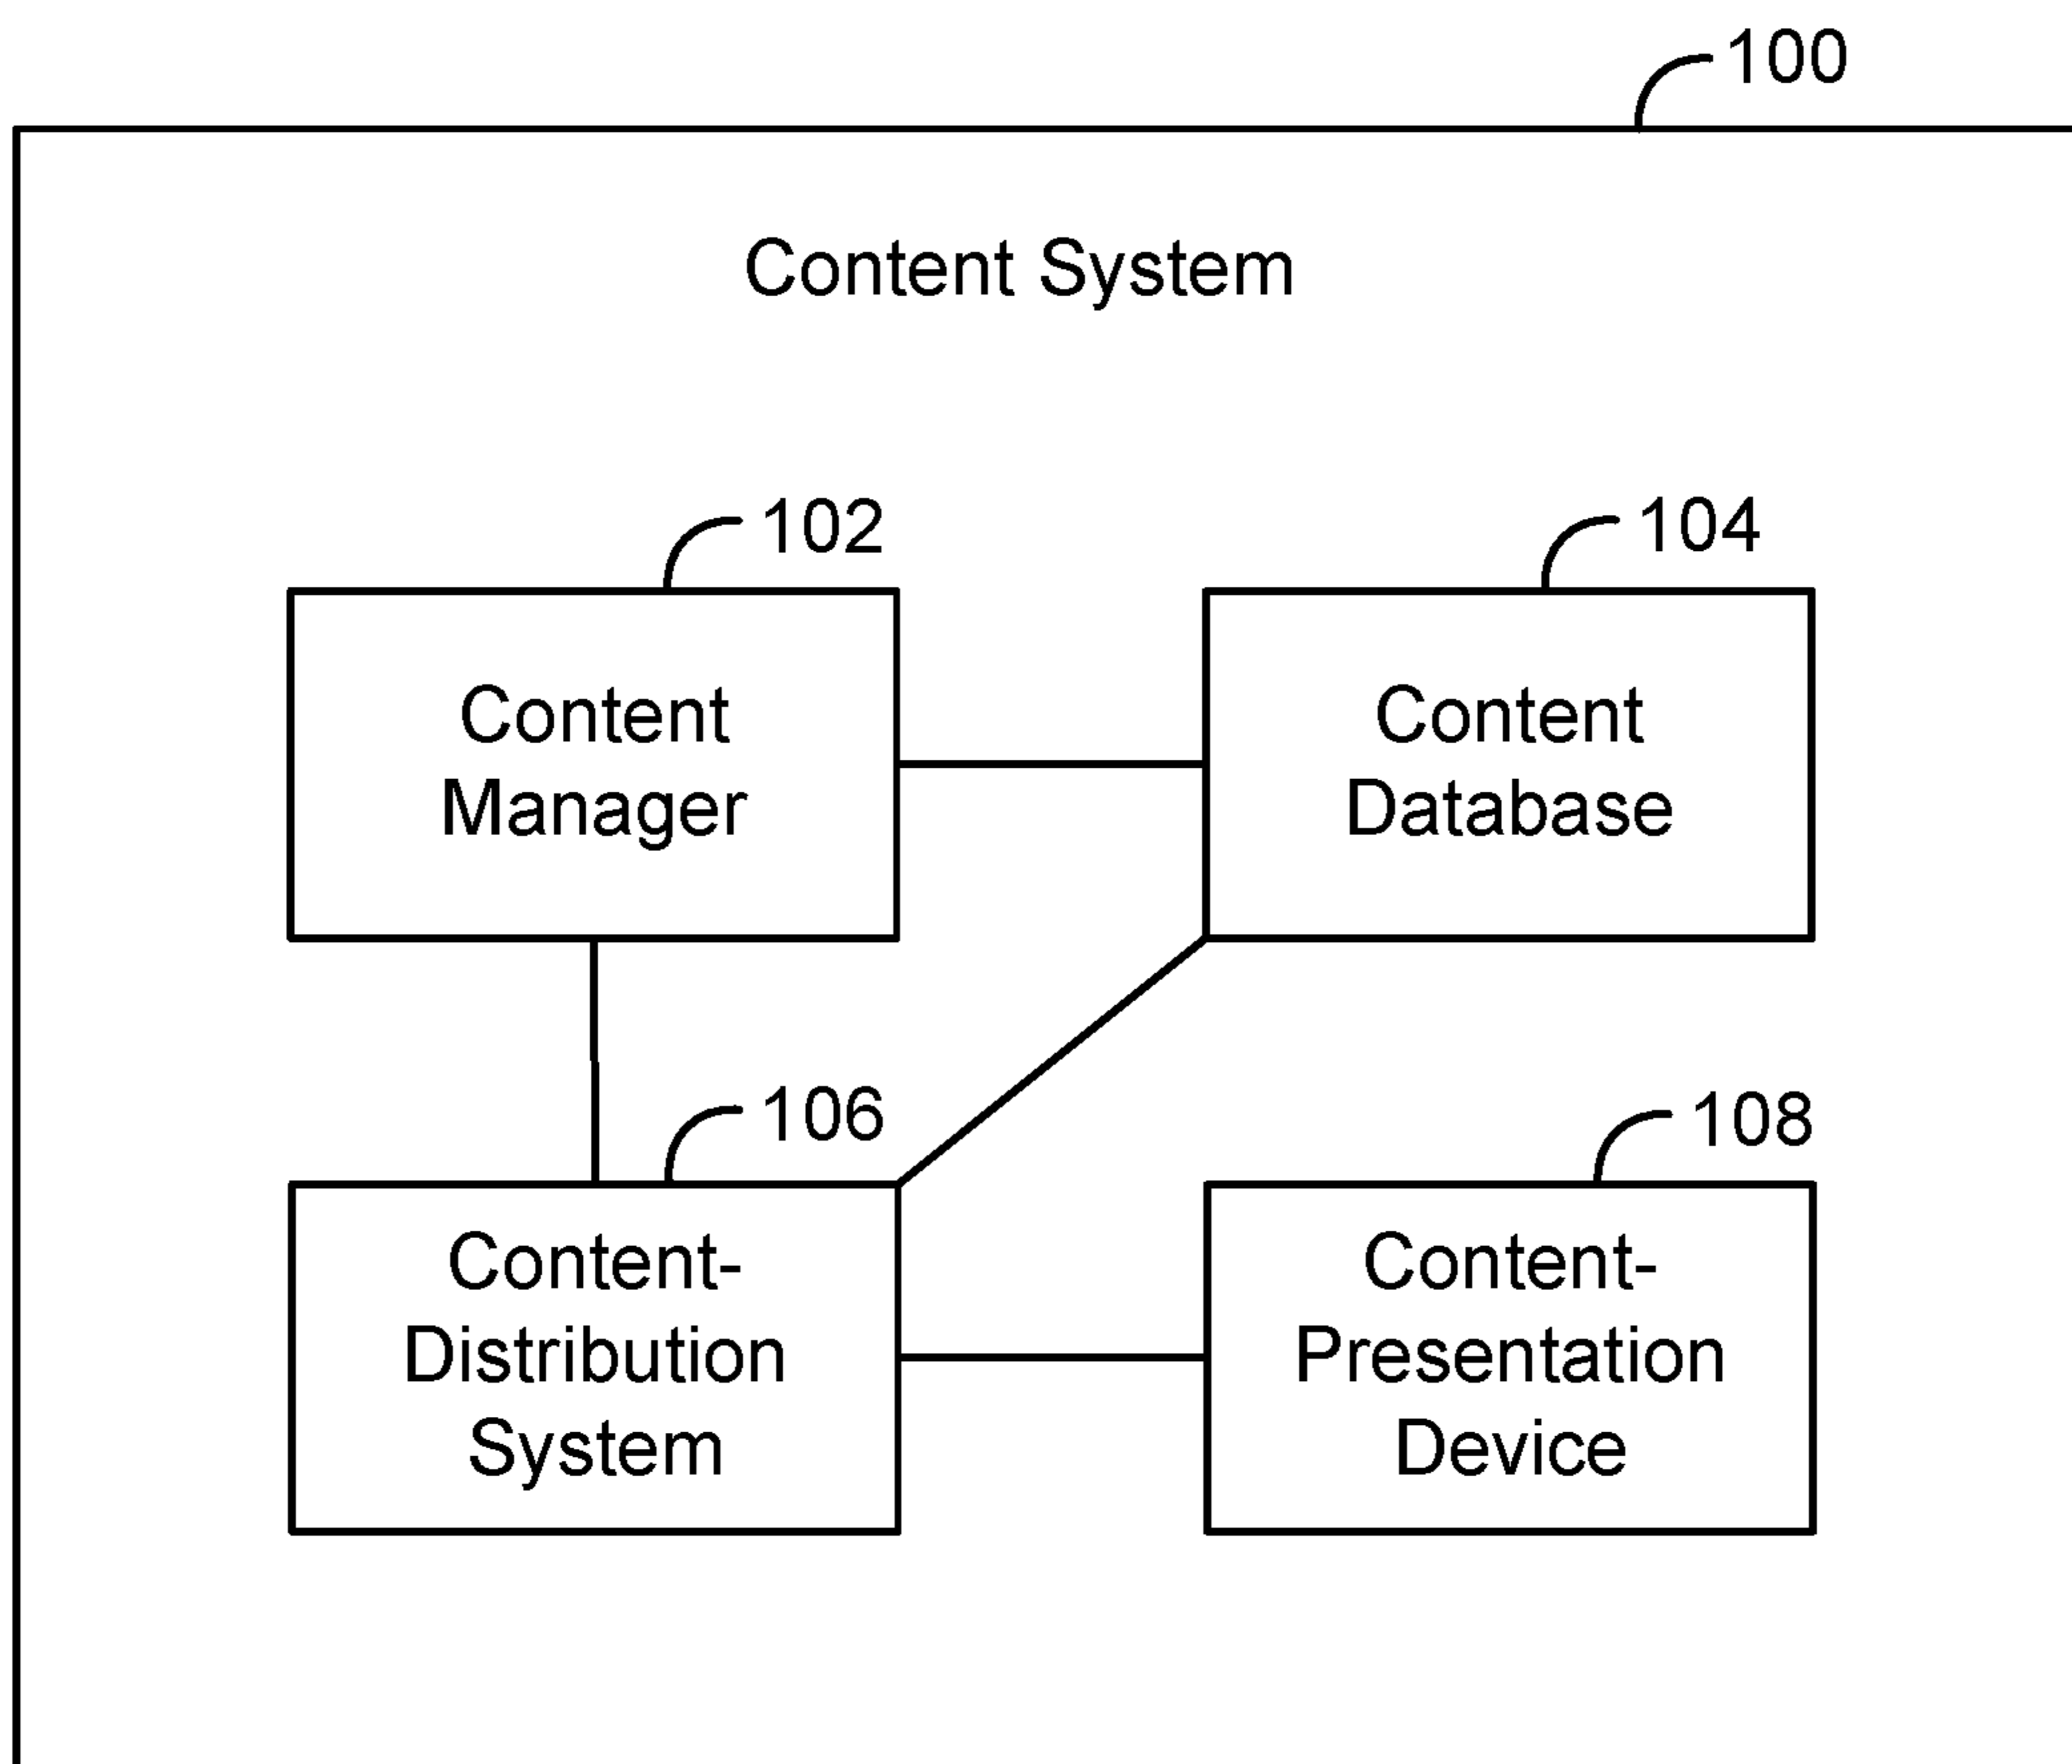 100
Content System
102
104
Content
Manager
Content
Database
106
108
Content-
Distribution
System
Content-
Presentation
Device